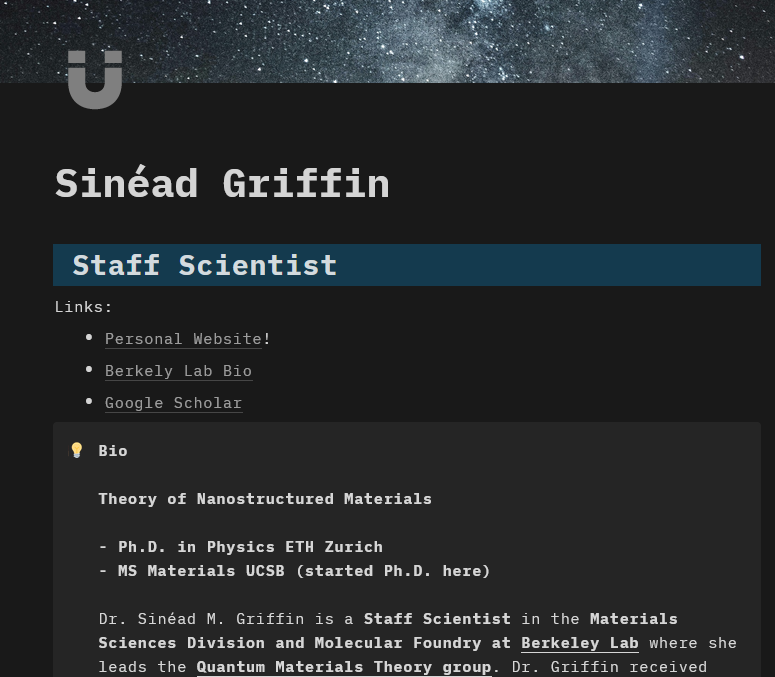 Sinéad Griffin
Staff Scientist
Links:
Personal Website!
Berkely Lab Bio
Google Scholar
Bio
Theory of Nanostructured Materials
- Ph.D. in Physics ETH Zurich
- MS Materials UCSB (started Ph.D. here)
Dr. Sinéad M. Griffin is a Staff Scientist in the Materials
Sciences Division and Molecular Foundry at Berkeley Lab where she
leads the Quantum Materials Theory group. Dr. Griffin received